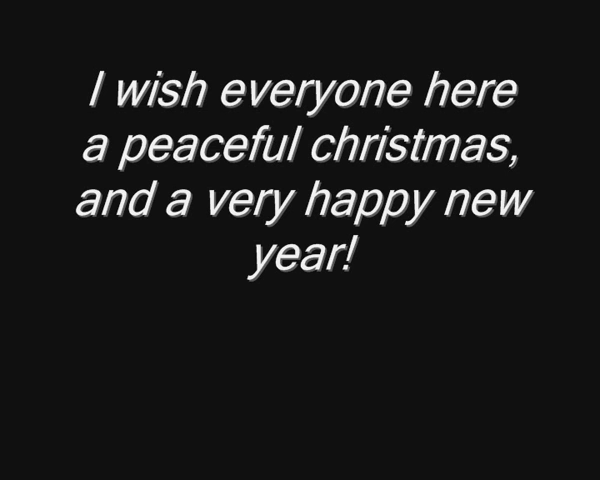 I wish everyone here
a peaceful christmas,
and a very happy new
year!